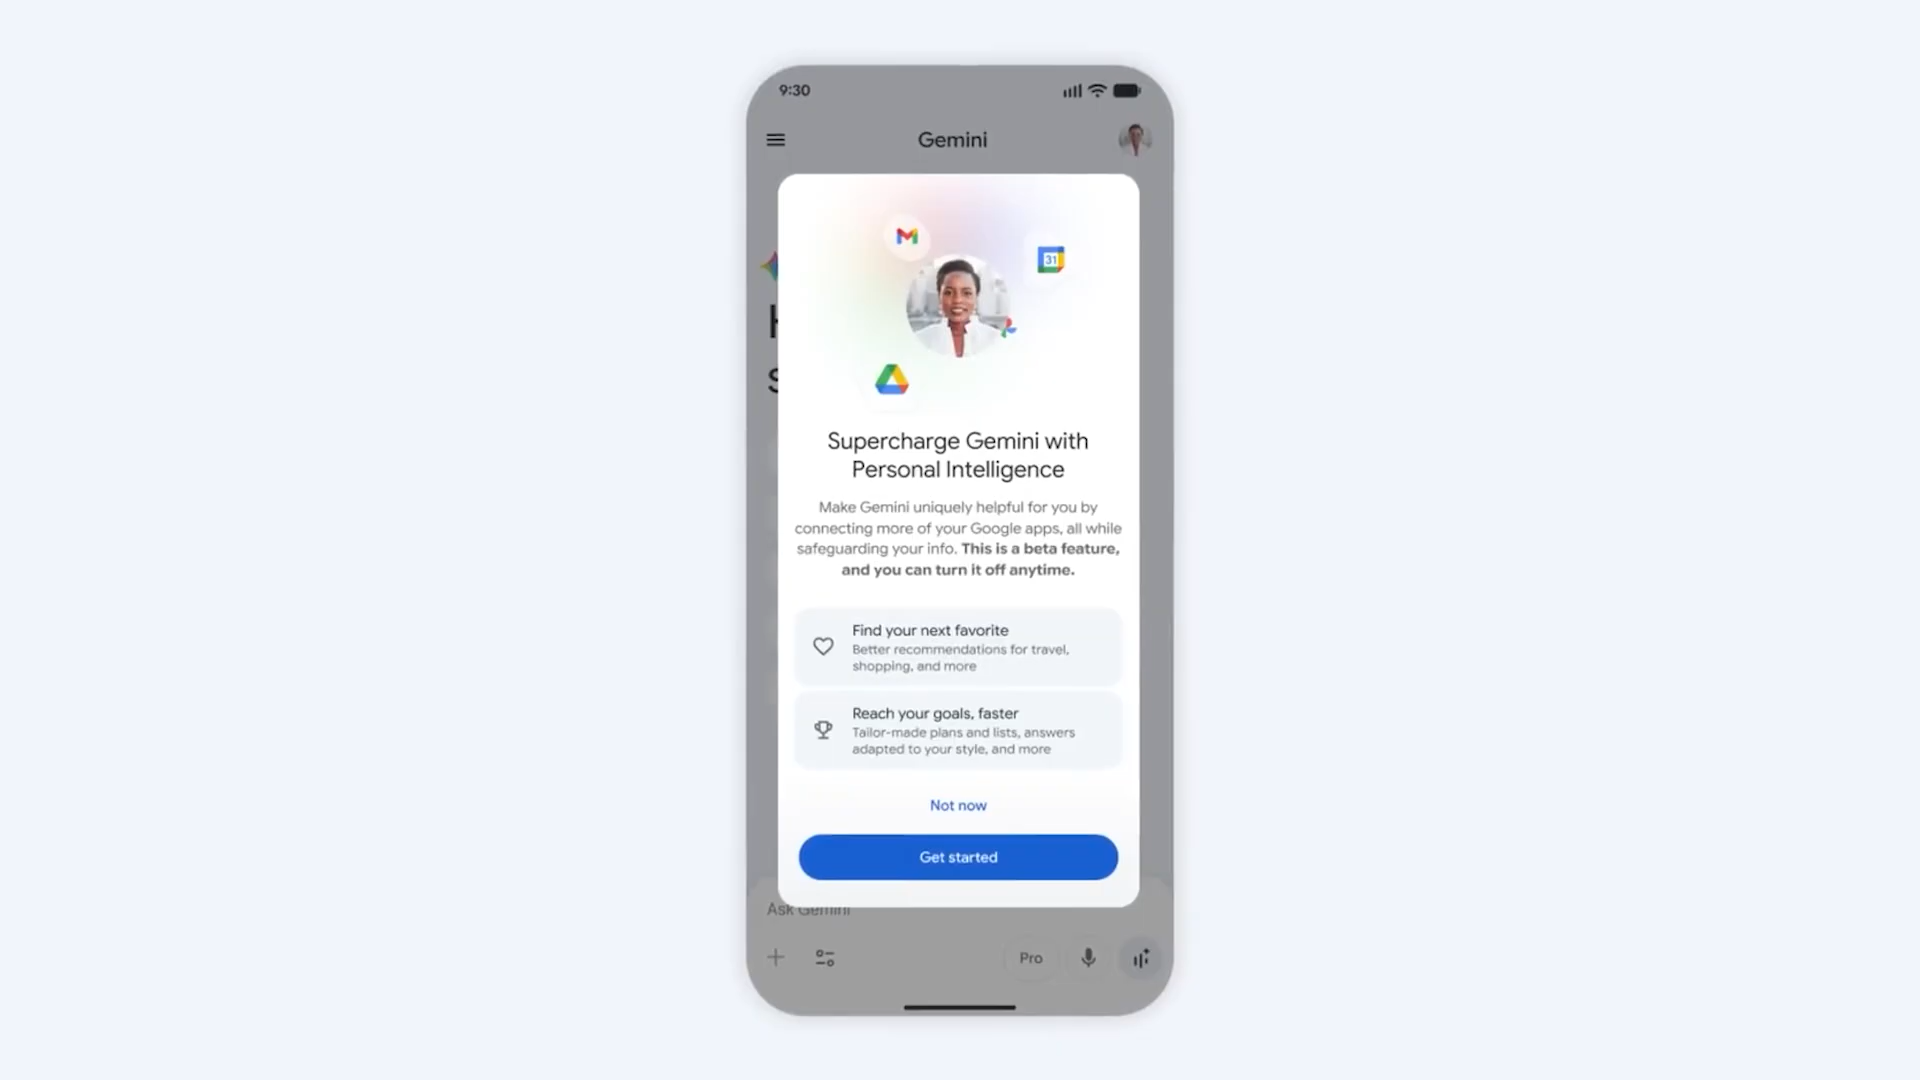 9:30
Gemini
31
Supercharge Gemini with
Personal Intelligence
Make Gemini uniquely helpful for you by
connecting more of your Google apps, all while
safeguarding your info. This is a beta feature,
and you can turn it off anytime.
Find your next favorite
Better recommendations for travel,
shopping, and more
Reach your goals, faster
Tailor-made plans and lists, answers
adapted to your style, and more
Not now
Get started
Ask Gemini
Pro